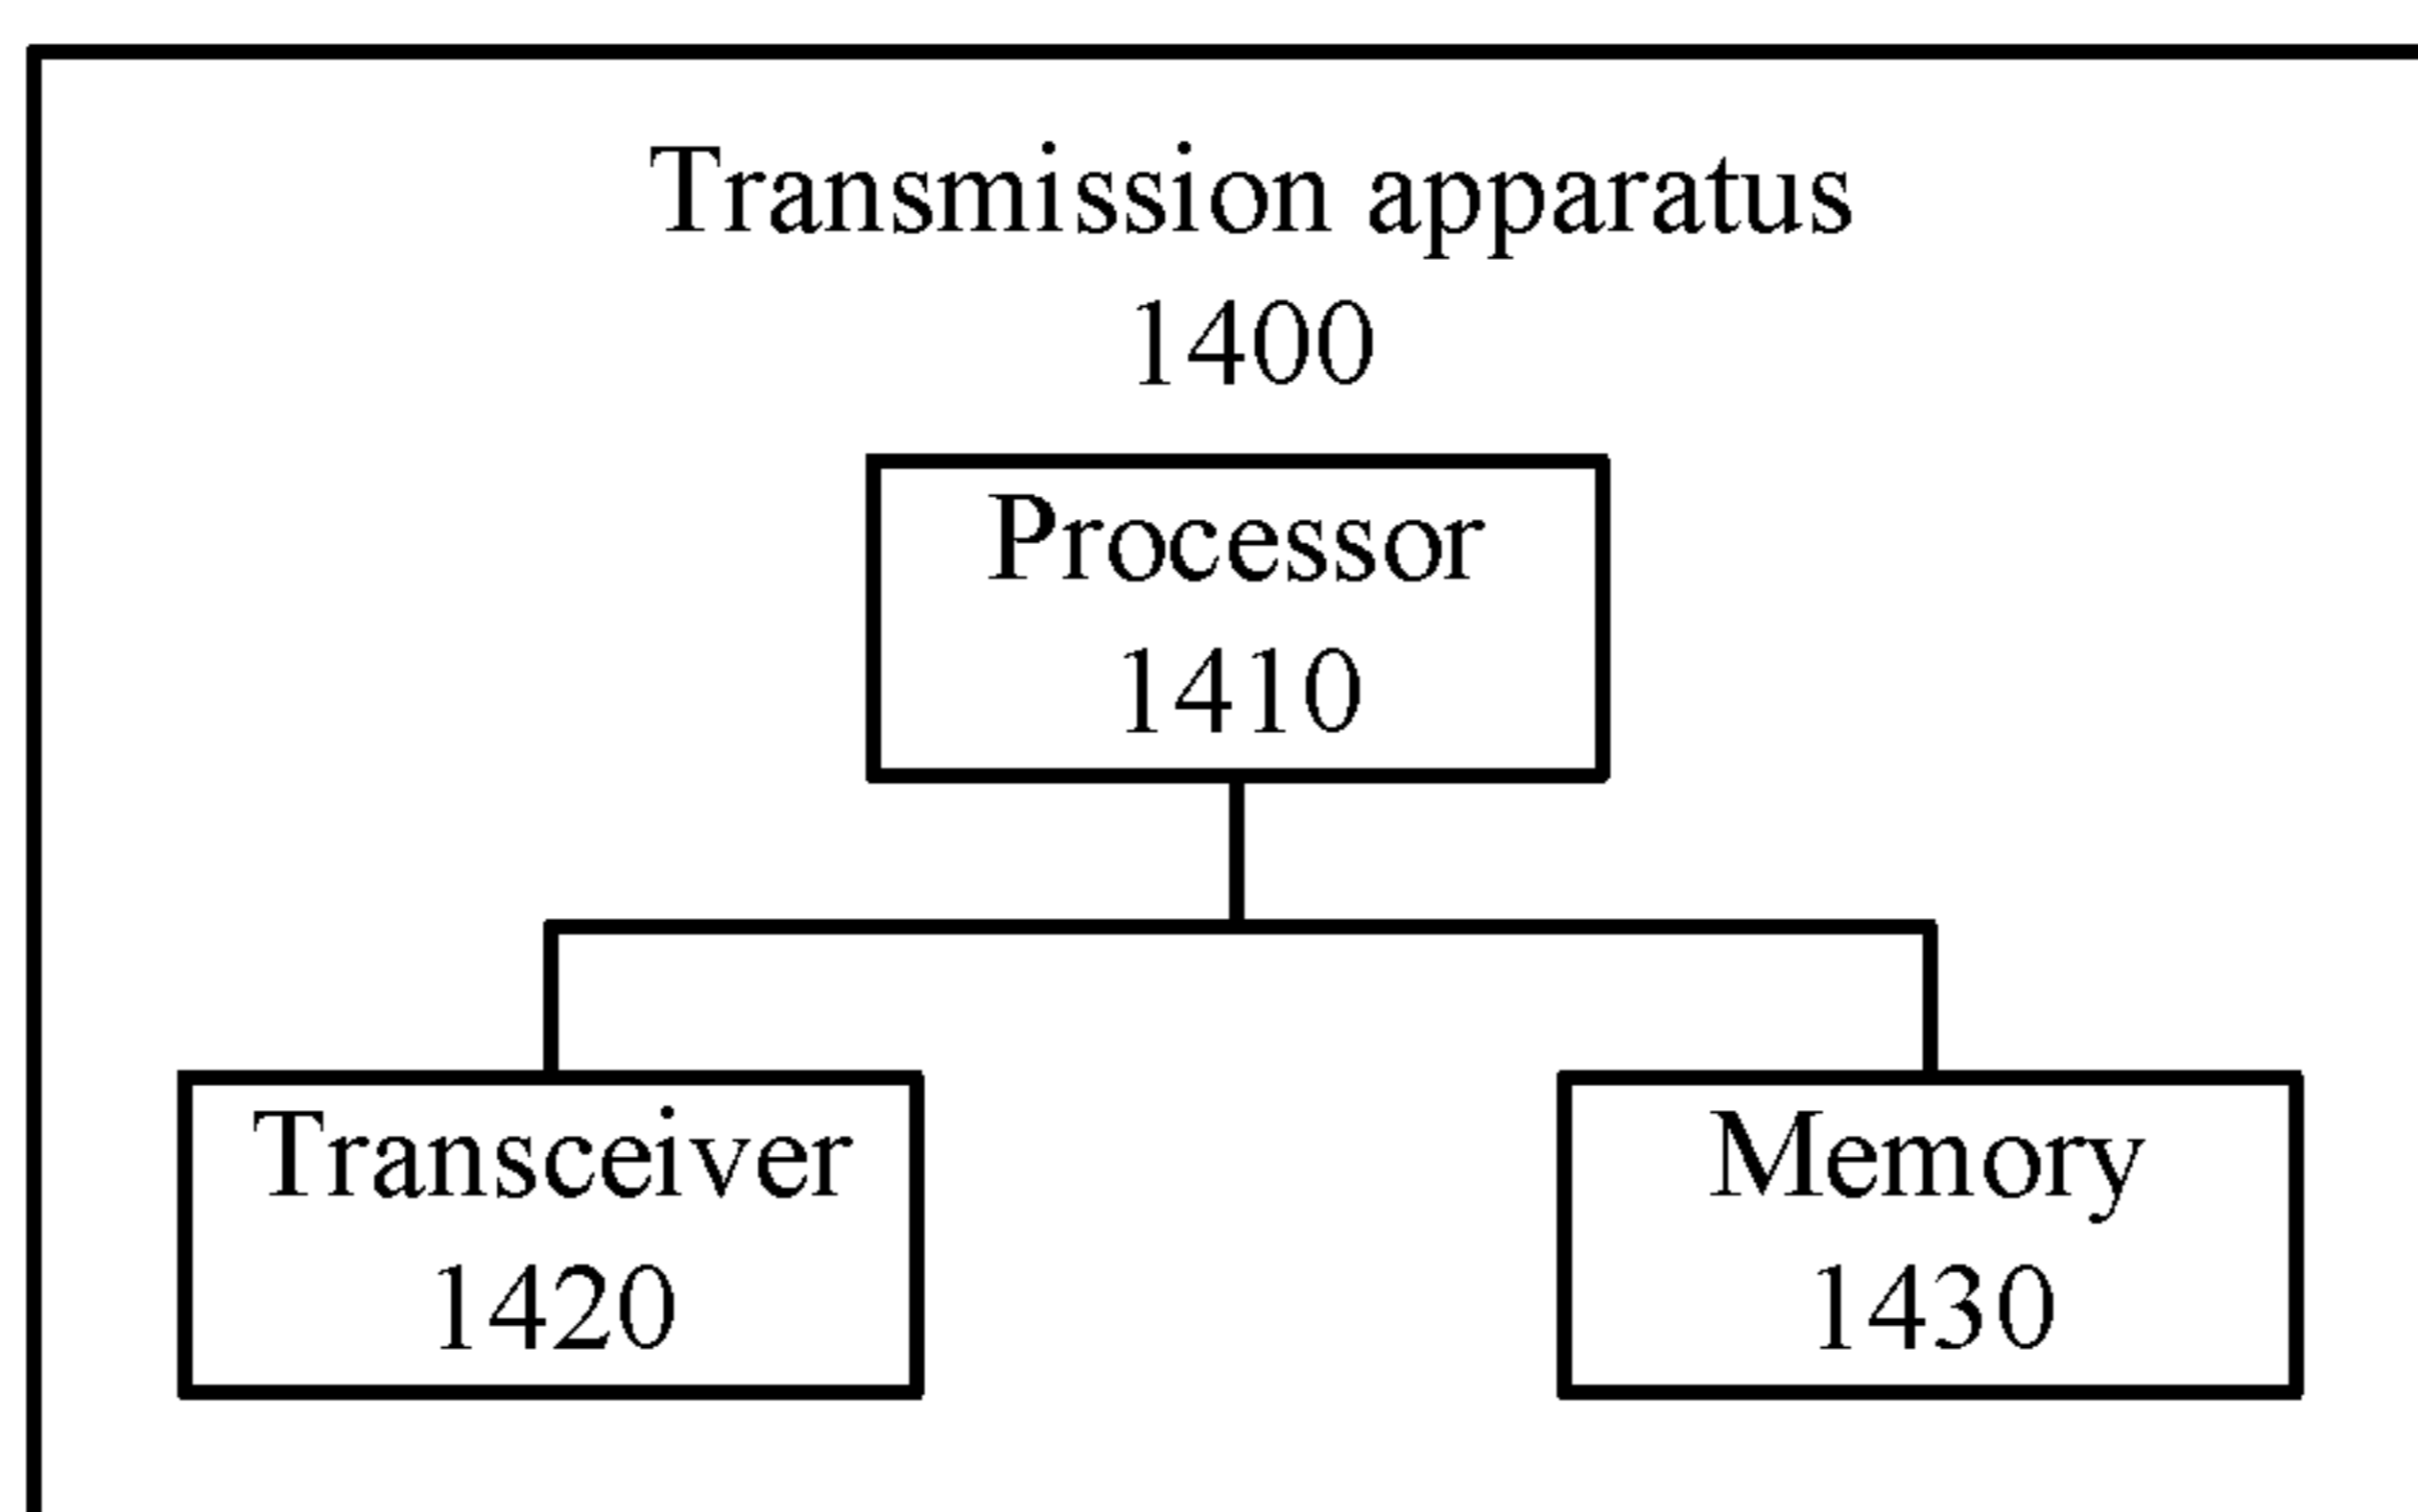 Transmission apparatus
1400
Processor
1410
Transceiver
1420
Memory
1430